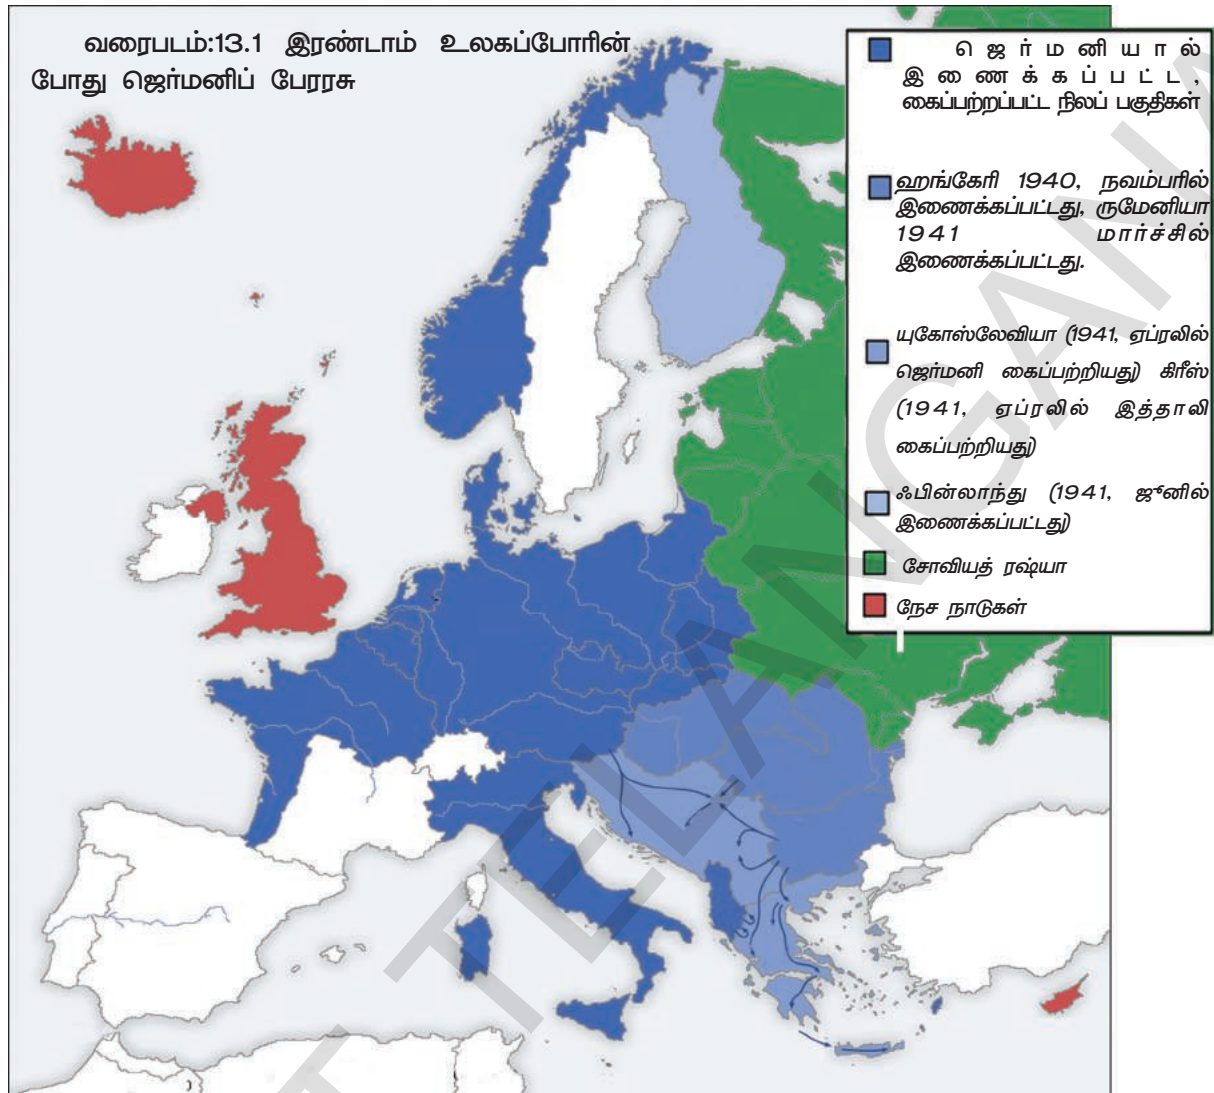 வரைபடம்:13.1 இரண்டாம் உலகப்போரின்
போது ஜெர்மனிப் பேரரசு
ஜெர்மனியால்
இணைக்கப்பட்ட,
கைப்பற்றப்பட்ட நிலப் பகுதிகள்
ஹங்கேரி 1940, நவம்பரில்
இணைக்கப்பட்டது, ருமேனியா
1941 மார்ச்சில்
இணைக்கப்பட்டது.
யுகோஸ்லேவியா (1941, ஏப்ரலில்
ஜெர்மனி கைப்பற்றியது) கிரீஸ்
(1941, ஏப்ரலில் இத்தாலி
கைப்பற்றியது)
ஃபின்லாந்து (1941, ஜூனில்
இணைக்கப்பட்டது)
சோவியத் ரஷ்யா
நேச நாடுகள்
T TELANGANA